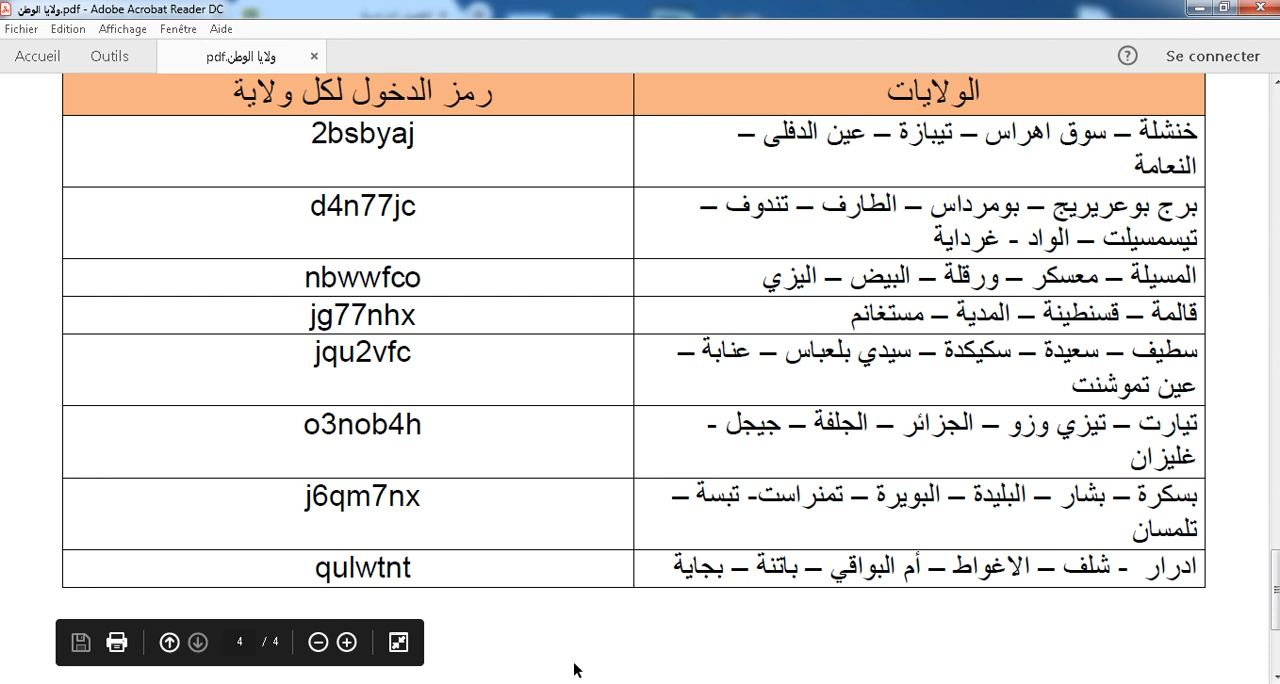 ولايا الوطن.pdf - Adobe Acrobat Reader DC
Fichier Edition Affichage Fenêtre Aide
Accueil Outils ولايا الوطن.pdf × ? Se connecter
الولايات رمز الدخول لكل ولاية
خنشلة – سوق اهراس – تيبازة – عين الدفلى –
النعامة
2bsbyaj
برج بوعريريج – بومرداس – الطارف – تندوف –
تيسمسيلت – الواد - غرداية
d4n77jc
المسيلة – معسكر – ورقلة – البيض – اليزي
nbwwfco
قالمة – قسنطينة – المدية – مستغانم
jg77nhx
سطيف – سعيدة – سكيكدة – سيدي بلعباس – عنابة –
عين تموشنت
jqu2vfc
تيارت – تيزي وزو – الجزائر – الجلفة – جيجل -
غليزان
o3nob4h
بسكرة – بشار – البليدة – البويرة – تمنراست- تبسة –
تلمسان
j6qm7nx
ادرار - شلف – الاغواط – أم البواقي – باتنة – بجاية
qulwtnt
4 / 4